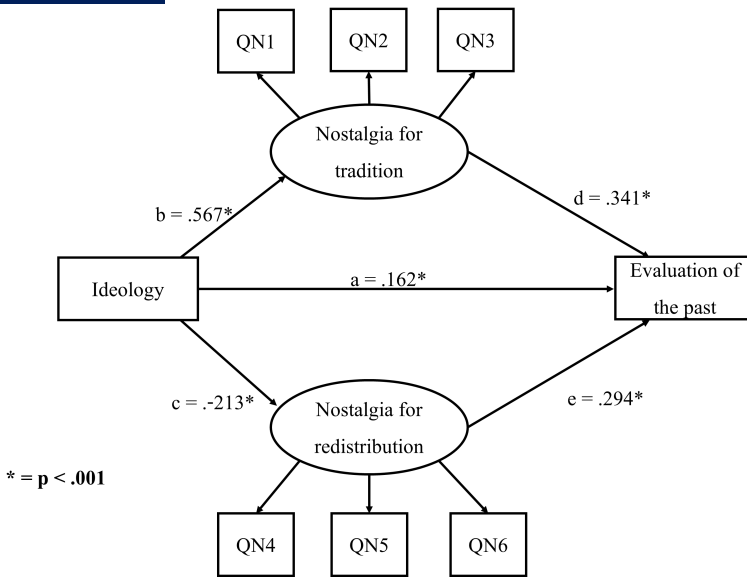 QN1
QN2
QN3
Nostalgia for
tradition
b = .567*
d = .341*
Ideology
a = .162*
Evaluation of
the past
c = .-213*
Nostalgia for
redistribution
e = .294*
* = p < .001
QN4
QN5
QN6